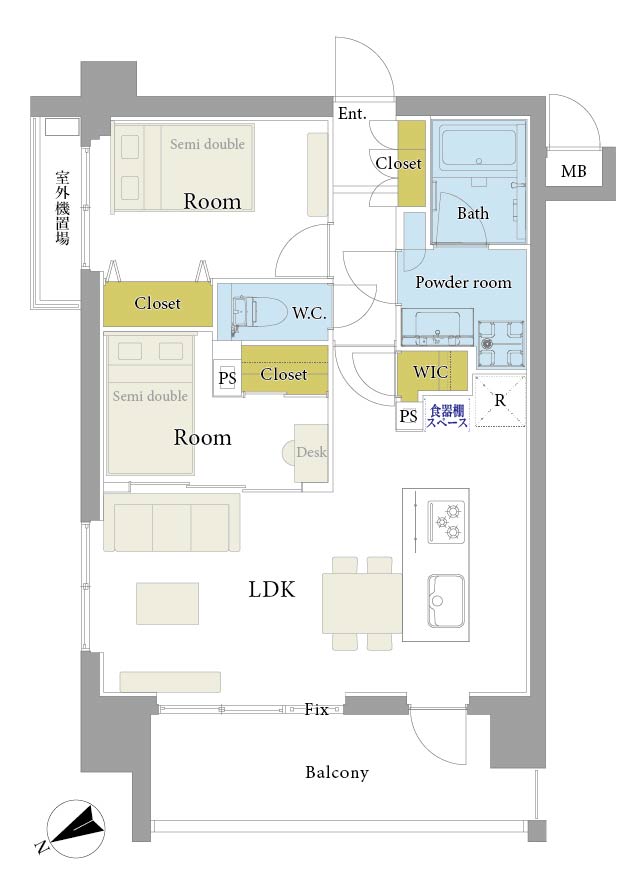 Ent.
Semi double
Room
Closet
MB
室外機置場
Bath
Powder room
Closet
W.C.
PS
Closet
WIC
R
Semi double
PS
食器棚
スペース
Room
Desk
LDK
Fix
Balcony
N